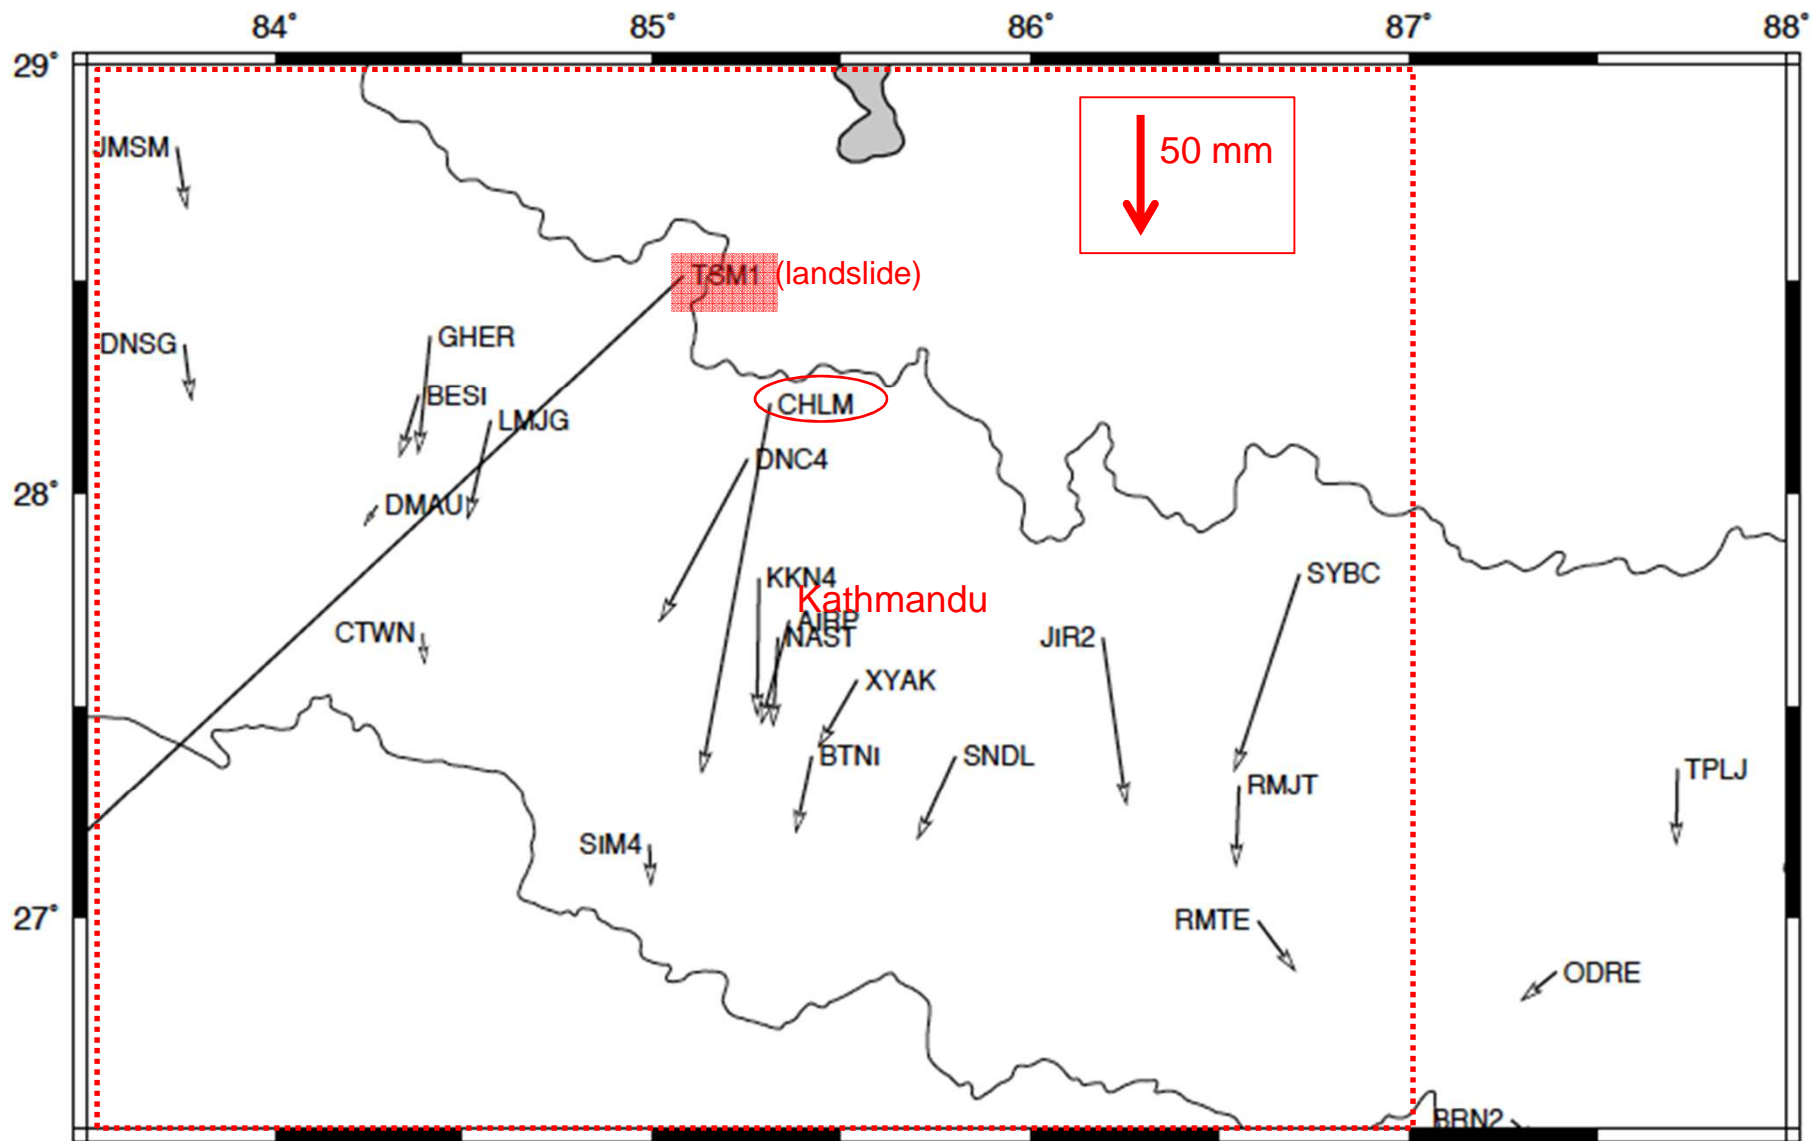 84° 85° 86° 87° 88°
29°
JMSM
50 mm
TSM1 (landslide)
DNSG
GHER
BESI
CHLM
LMJG
DNC4
28°
DMAU
SYBC
KKN4
Kathmandu
AIRP
CTWN
NAST
JIR2
XYAK
BTNI
SNDL
TPLJ
RMJT
SIM4
27°
RMTE
ODRE
BRN2